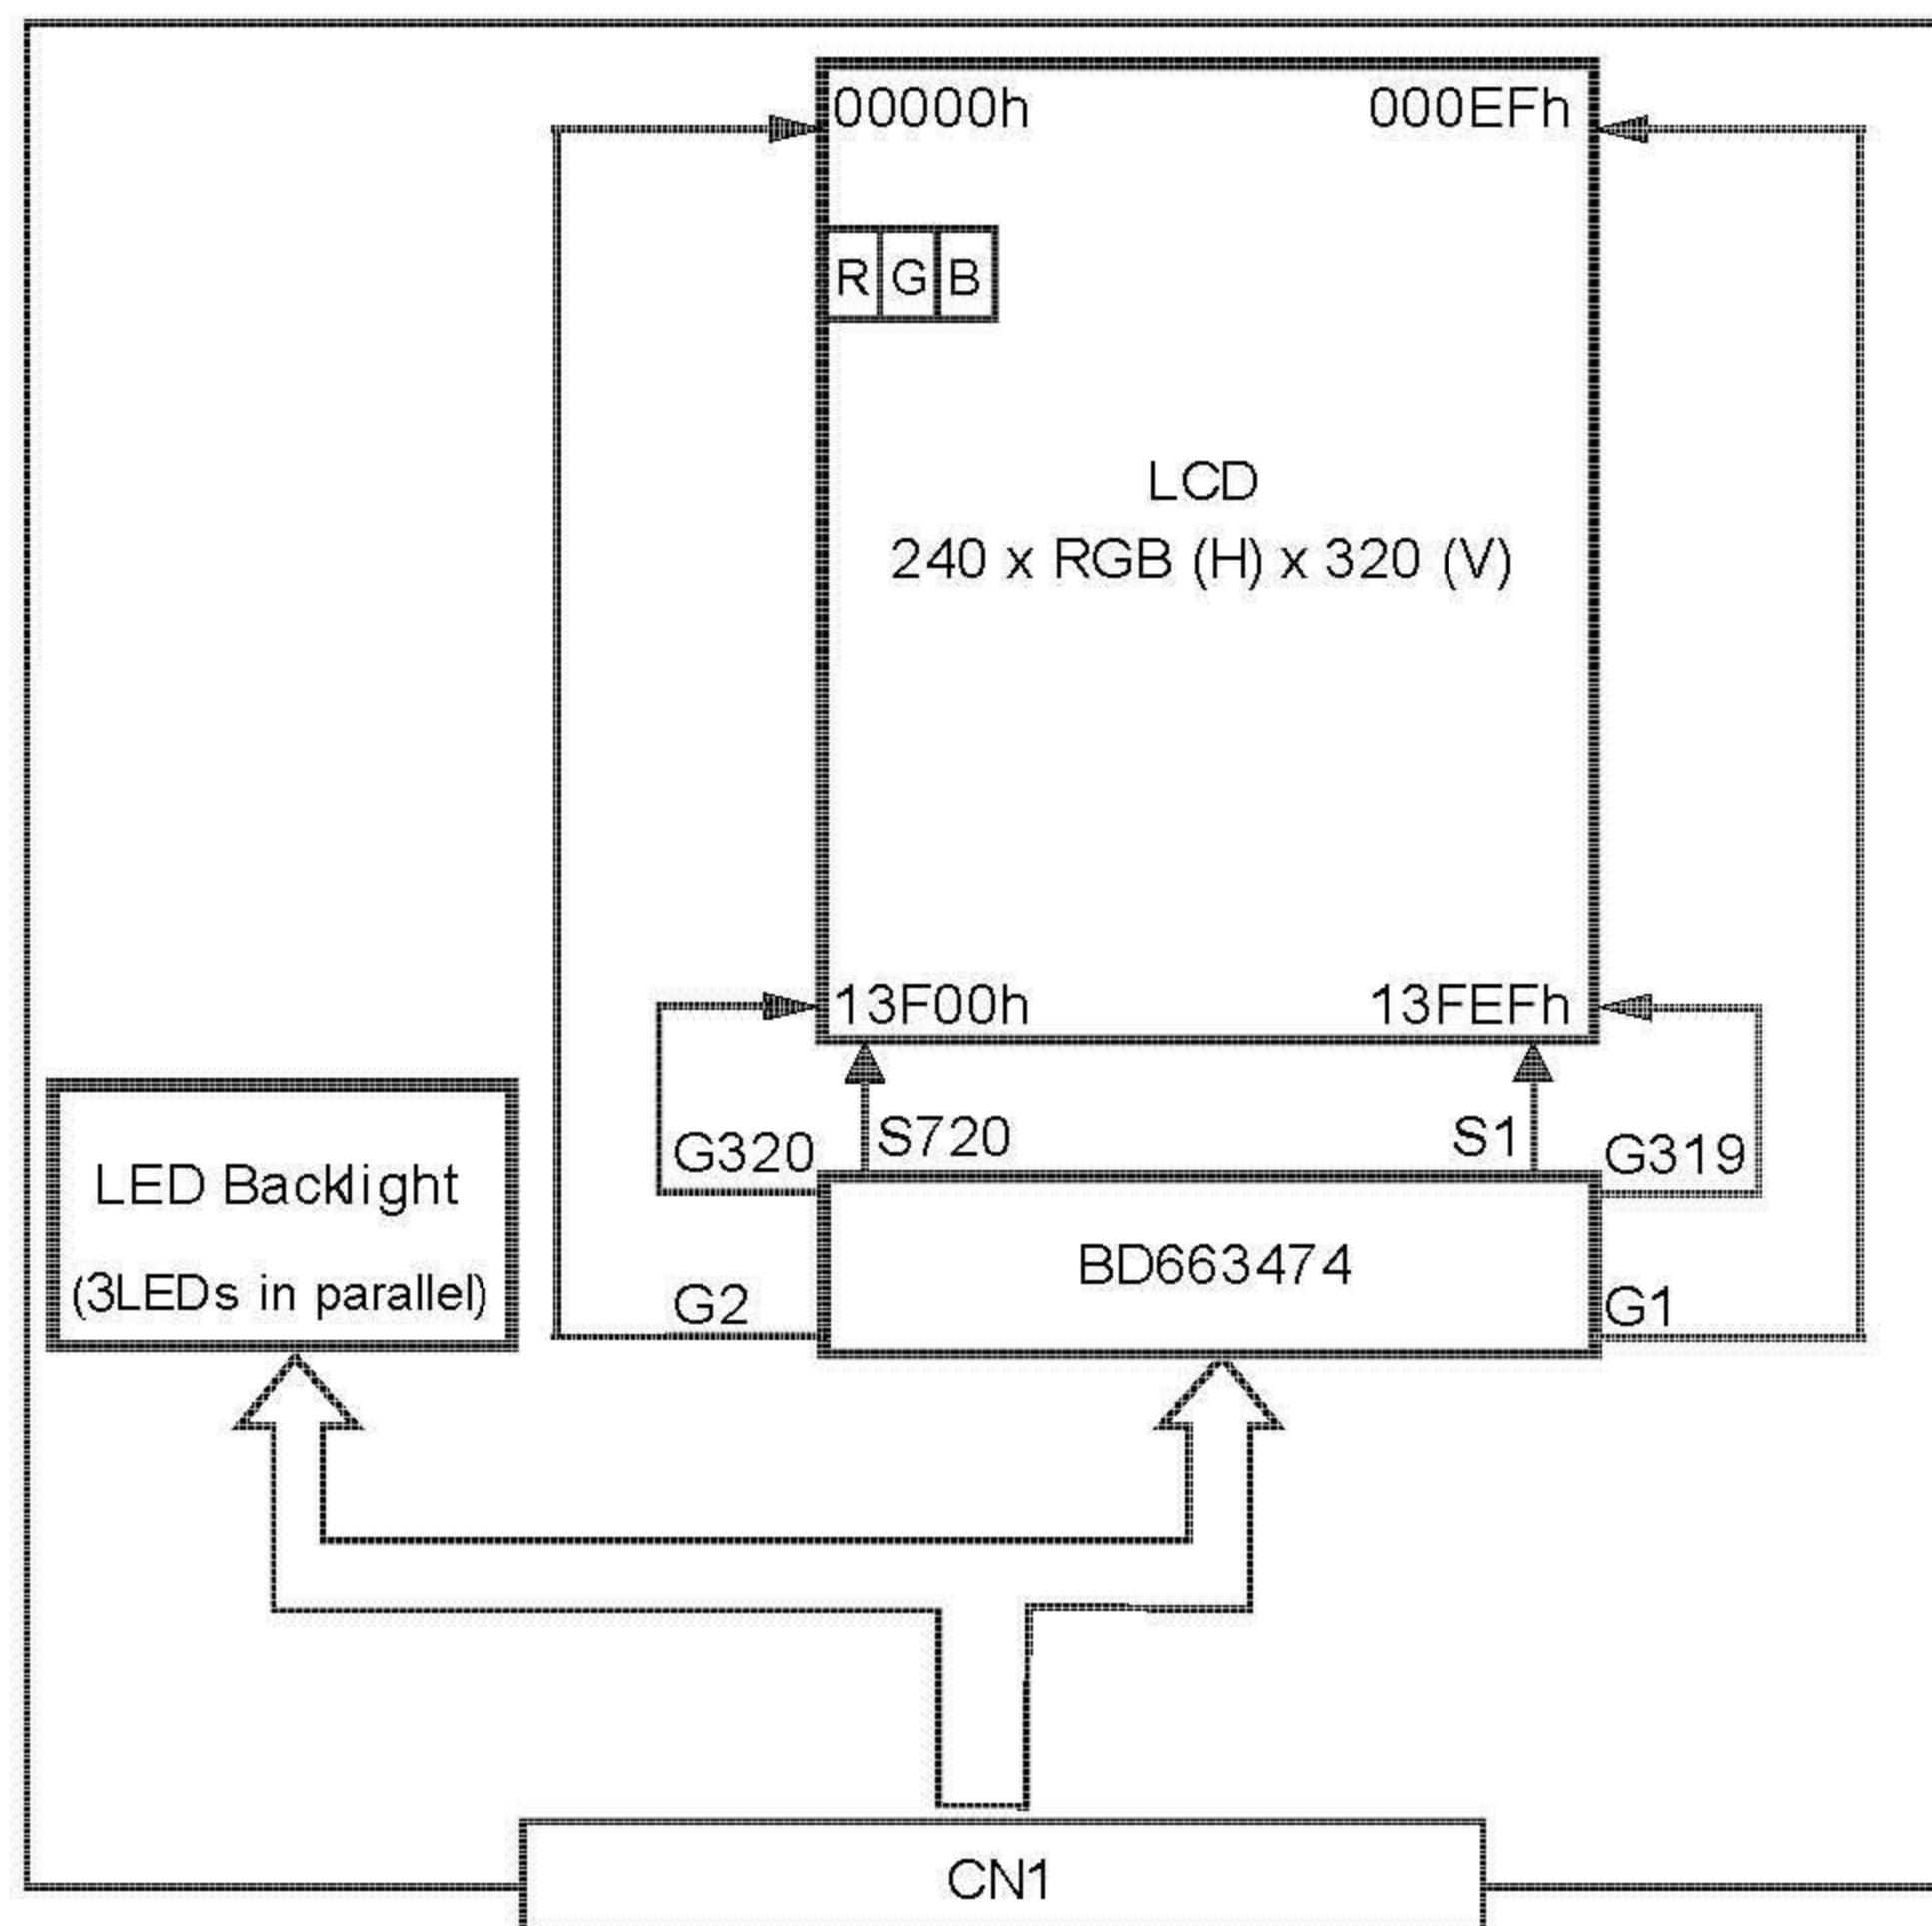 00000h 000EFh
R G B
LCD
240 x RGB (H) x 320 (V)
13F00h 13FEFh
S720 S1
G320 G319
LED Backlight
(3LEDs in parallel)
BD663474
G2 G1
CN1